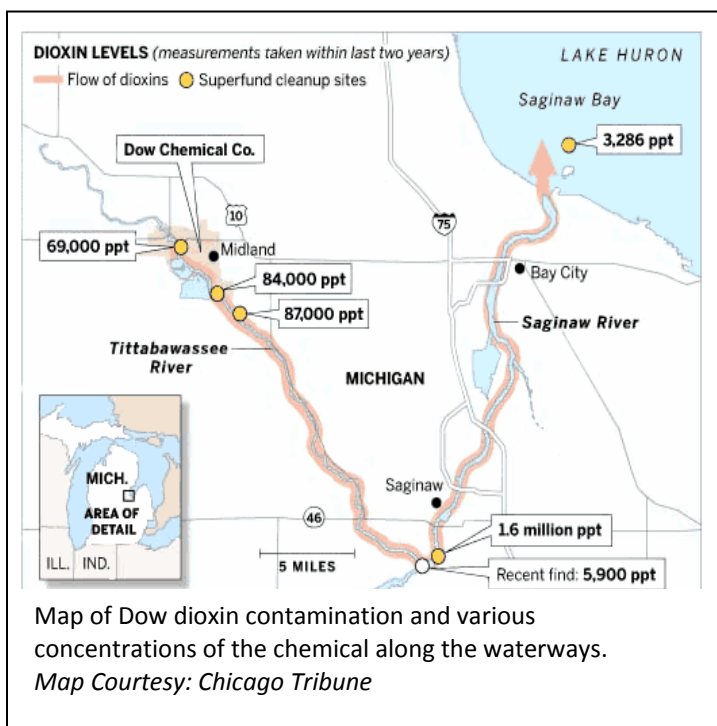 DIOXIN LEVELS (measurements taken within last two years)
Flow of dioxins Superfund cleanup sites
LAKE HURON
Saginaw Bay
3,286 ppt
Dow Chemical Co.
10
75
69,000 ppt
Midland
84,000 ppt
Bay City
87,000 ppt
Saginaw River
Tittabawassee
River
MICHIGAN
MICH.
AREA OF
DETAIL
ILL. IND.
Saginaw
46
1.6 million ppt
5 MILES
Recent find: 5,900 ppt
Map of Dow dioxin contamination and various
concentrations of the chemical along the waterways.
Map Courtesy: Chicago Tribune